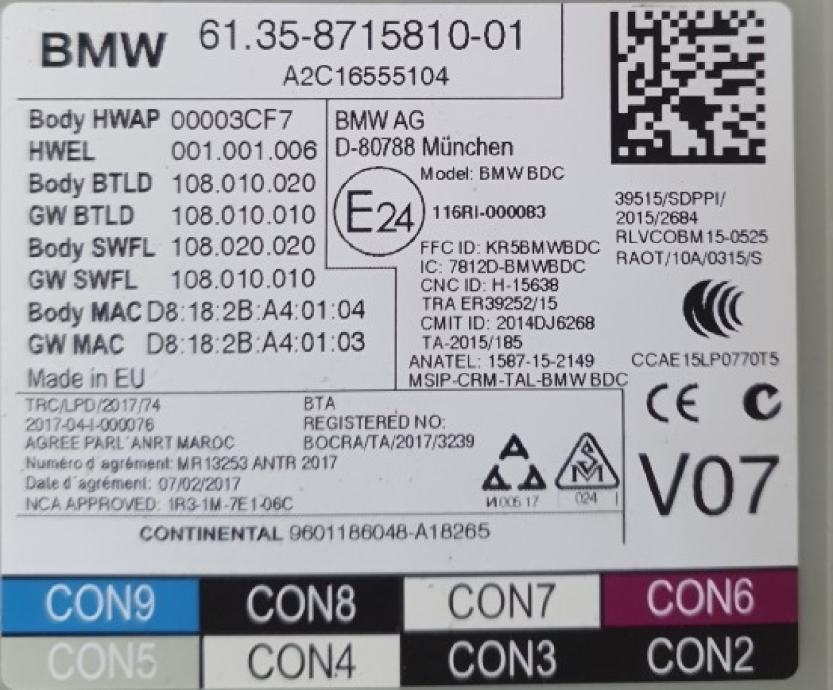 BMW 61.35-8715810-01
A2C16555104
Body HWAP 00003CF7
HWEL 001.001.006
Body BTLD 108.010.020
GW BTLD 108.010.010
Body SWFL 108.020.020
GW SWFL 108.010.010
Body MAC D8:18:2B:A4:01:04
GW MAC D8:18:2B:A4:01:03
Made in EU
BMW AG
D-80788 München
Model: BMW BDC
E24
116RI-000083
FFC ID: KR5BMWBDC
IC: 7812D-BMWBDC
CNC ID: H-15638
TRA ER39252/15
CMIT ID: 2014DJ6268
TA-2015/185
ANATEL: 1587-15-2149
MSIP-CRM-TAL-BMW BDC
39515/SDPPI/
2015/2684
RLVCOBM15-0525
RAOT/10A/0315/S
CCAE15LP0770T5
CE
V07
TRC/LPD/2017/74
2017-04-I-000076
AGREE PARL´ANRT MAROC
Numéro d´agrément: MR13253 ANTR 2017
Date d´agrément: 07/02/2017
NCA APPROVED: 1R3-1M-7E1-06C
BTA
REGISTERED NO:
BOCRA/TA/2017/3239
И005 17
024 I
CONTINENTAL 9601186048-A18265
CON9 CON8 CON7 CON6
CON5 CON4 CON3 CON2